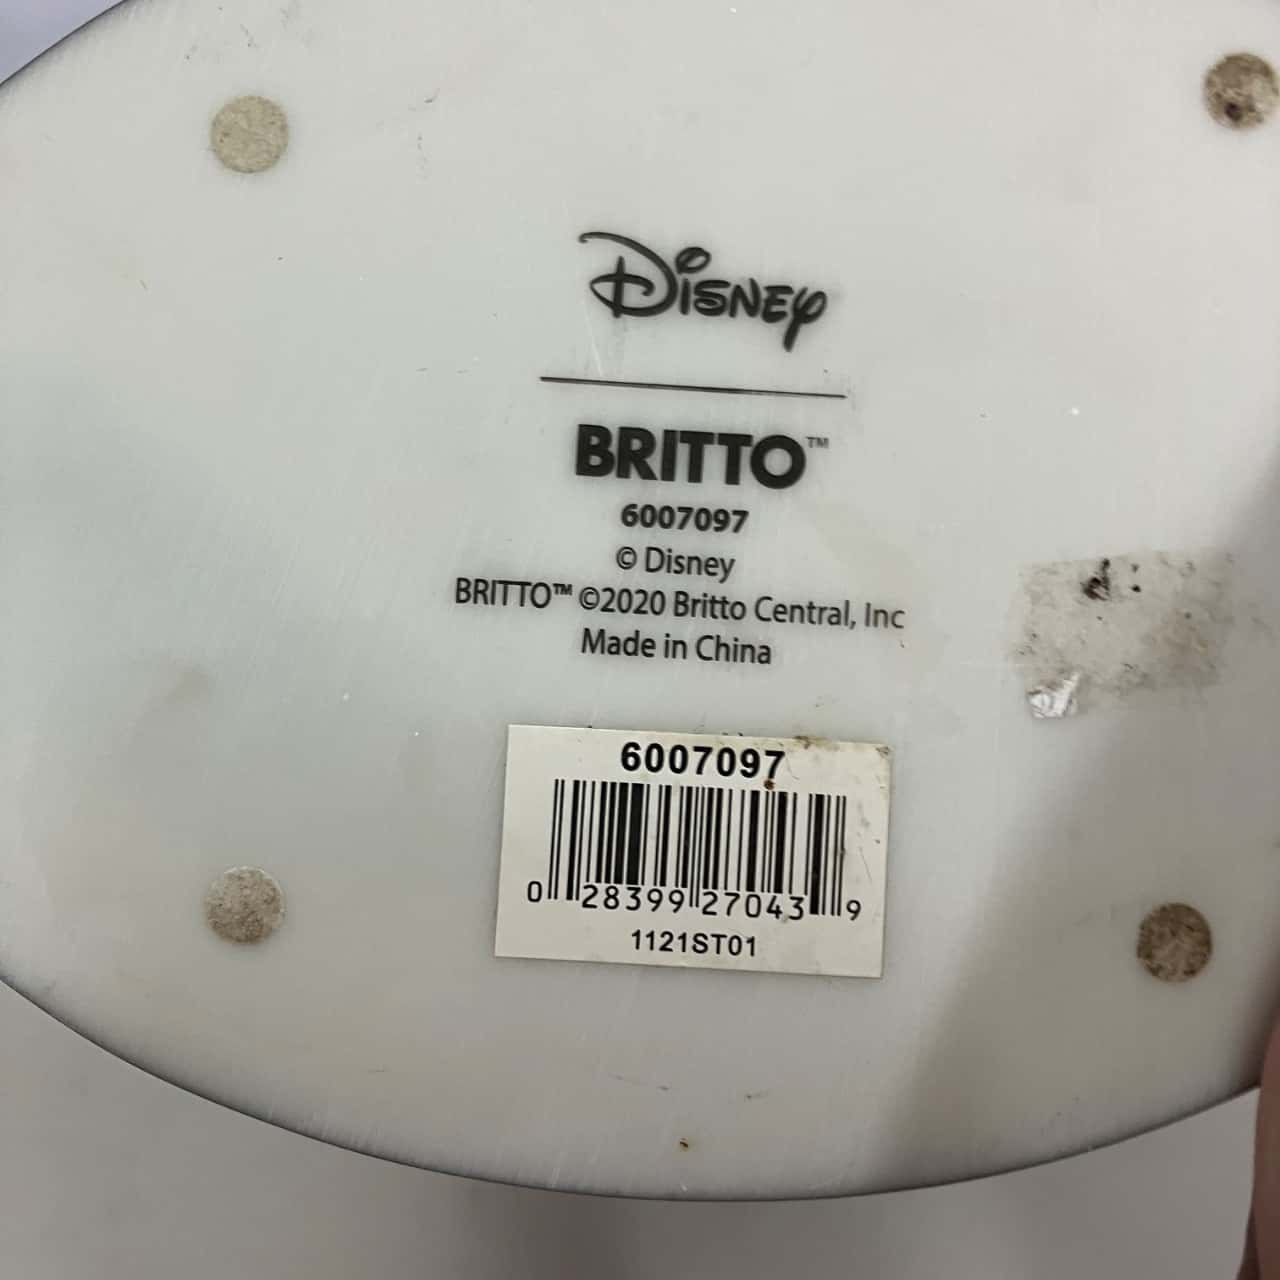 Disney
BRITTO™
6007097
© Disney
BRITTO™ ©2020 Britto Central, Inc
Made in China
6007097
0 28399 27043 9
1121ST01